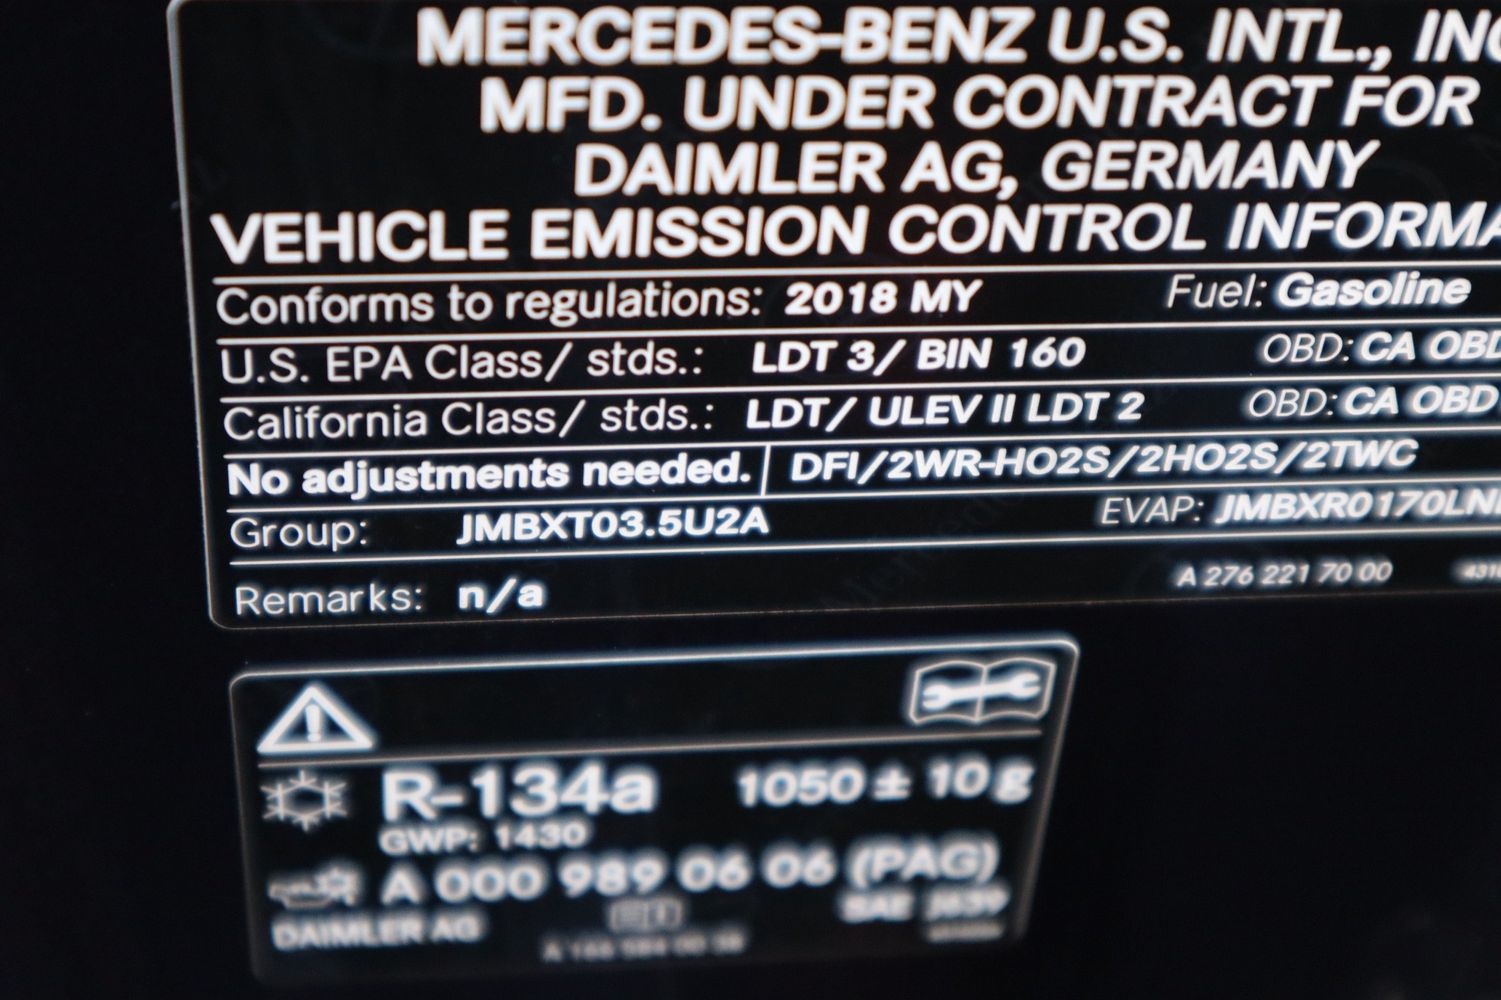 MERCEDES-BENZ U.S. INTL., INC
MFD. UNDER CONTRACT FOR
DAIMLER AG, GERMANY
VEHICLE EMISSION CONTROL INFORMA
Conforms to regulations: 2018 MY Fuel: Gasoline
U.S. EPA Class/ stds.: LDT 3/ BIN 160 OBD: CA OBD
California Class/ stds.: LDT/ ULEV II LDT 2 OBD: CA OBD
No adjustments needed. DFI/2WR-HO2S/2HO2S/2TWC
Group: JMBXT03.5U2A EVAP: JMBXR0170LN
Remarks: n/a A 276 221 70 00
R-134a 1050 ± 10 g
GWP: 1430
A 000 989 06 06 (PAG)
DAIMLER AG SAE J639